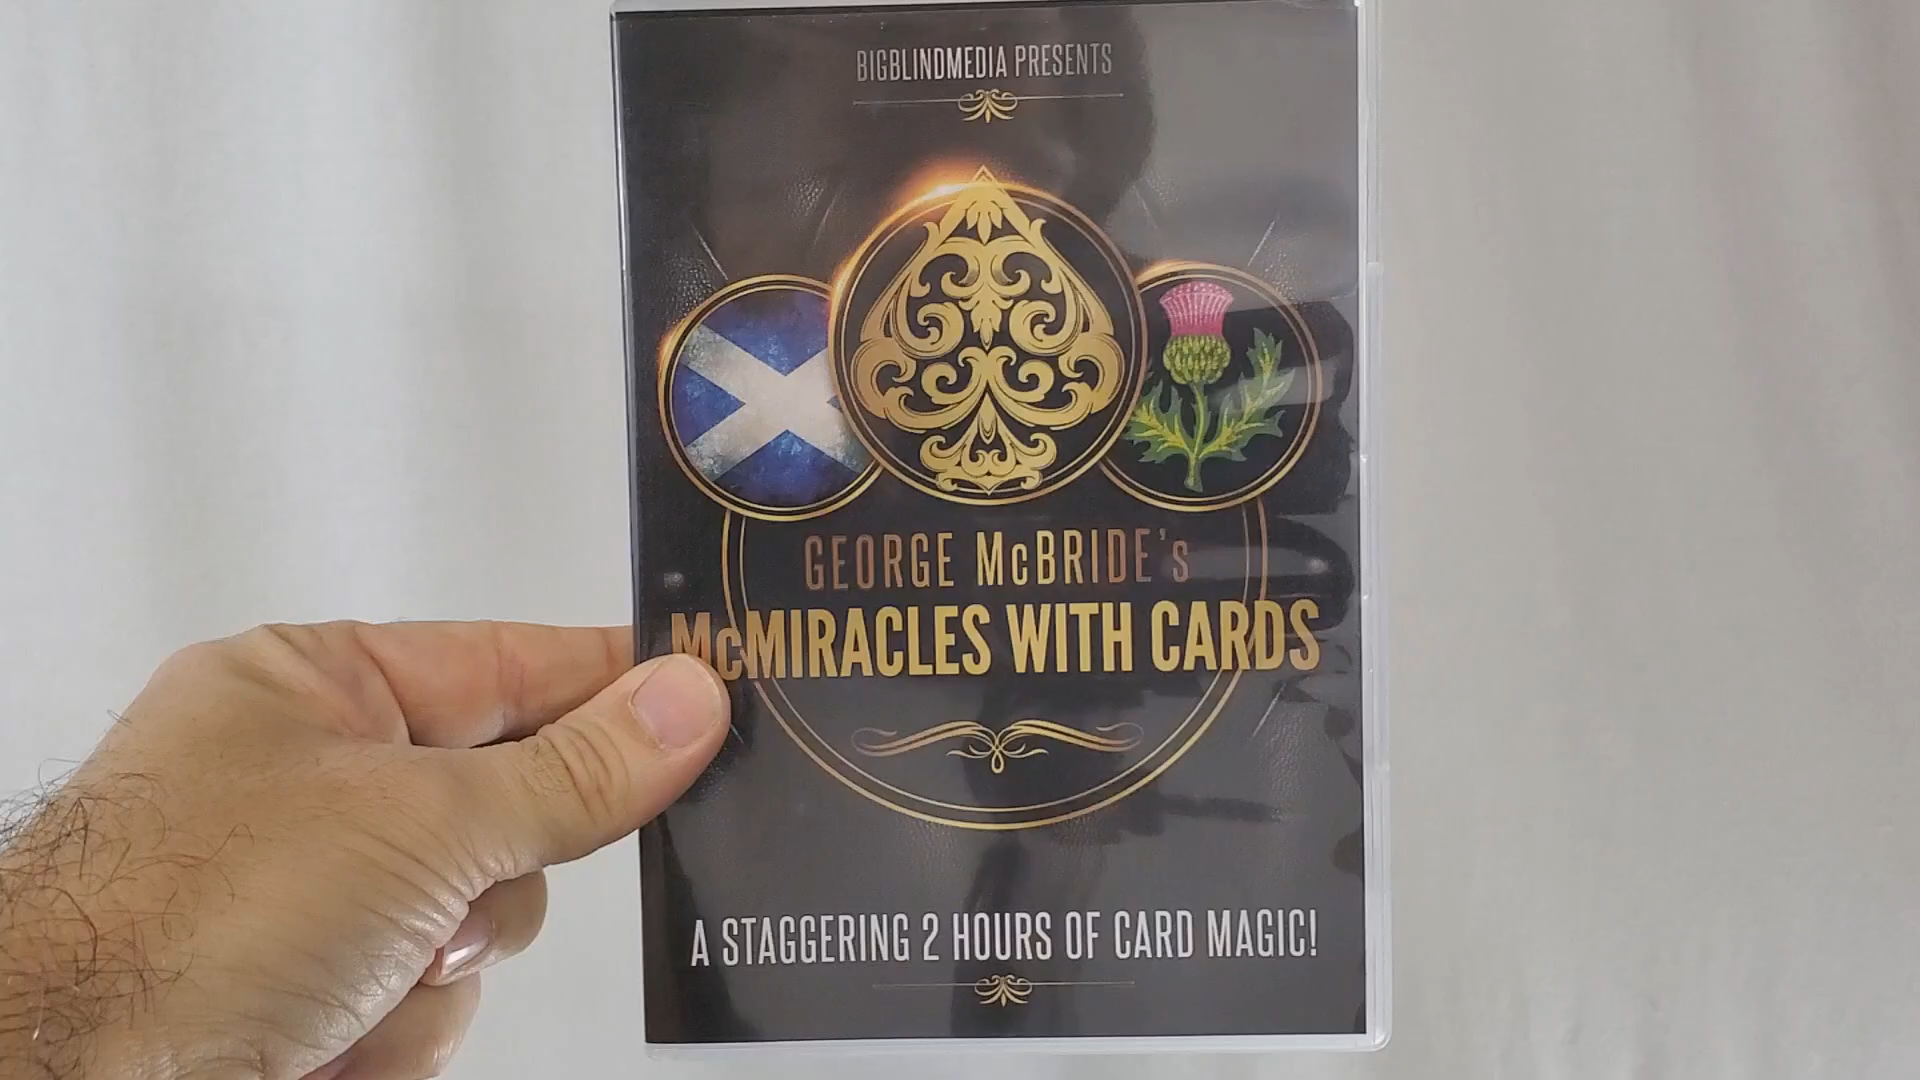 BIGBLINDMEDIA PRESENTS
GEORGE McBRIDE's
McMIRACLES WITH CARDS
A STAGGERING 2 HOURS OF CARD MAGIC!